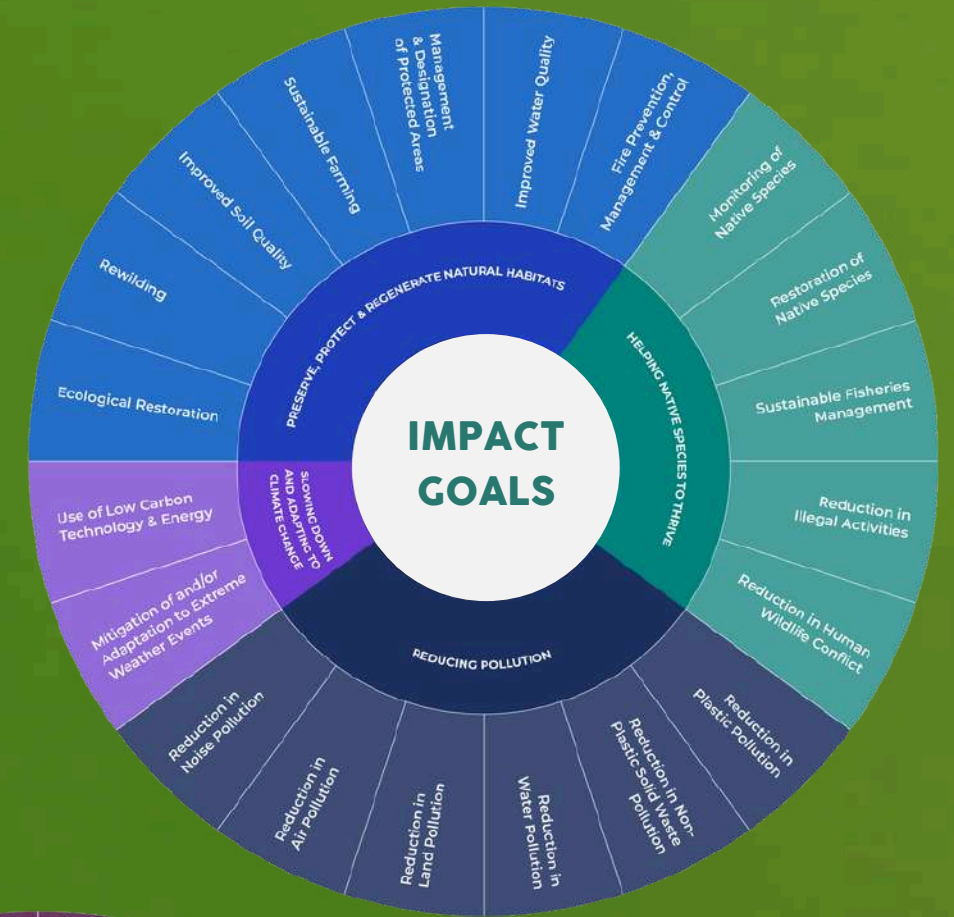 IMPACT
GOALS
PRESERVE, PROTECT & REGENERATE NATURAL HABITATS
Ecological Restoration
Rewilding
Improved Soil Quality
Sustainable Farming
Management
& Designation
of Protected Areas
Improved Water Quality
Fire Prevention,
Management & Control
HELPING NATIVE SPECIES TO THRIVE
Monitoring of
Native Species
Restoration of
Native Species
Sustainable Fisheries
Management
Reduction in
Illegal Activities
Reduction in Human
Wildlife Conflict
REDUCING POLLUTION
Reduction in
Plastic Pollution
Reduction in Non-
Plastic Solid Waste
Pollution
Reduction in
Water Pollution
Reduction in
Land Pollution
Reduction in
Air Pollution
Reduction in
Noise Pollution
SLOWING DOWN
AND ADAPTING TO
CLIMATE CHANGE
Mitigation of and/or
Adaptation to Extreme
Weather Events
Use of Low Carbon
Technology & Energy